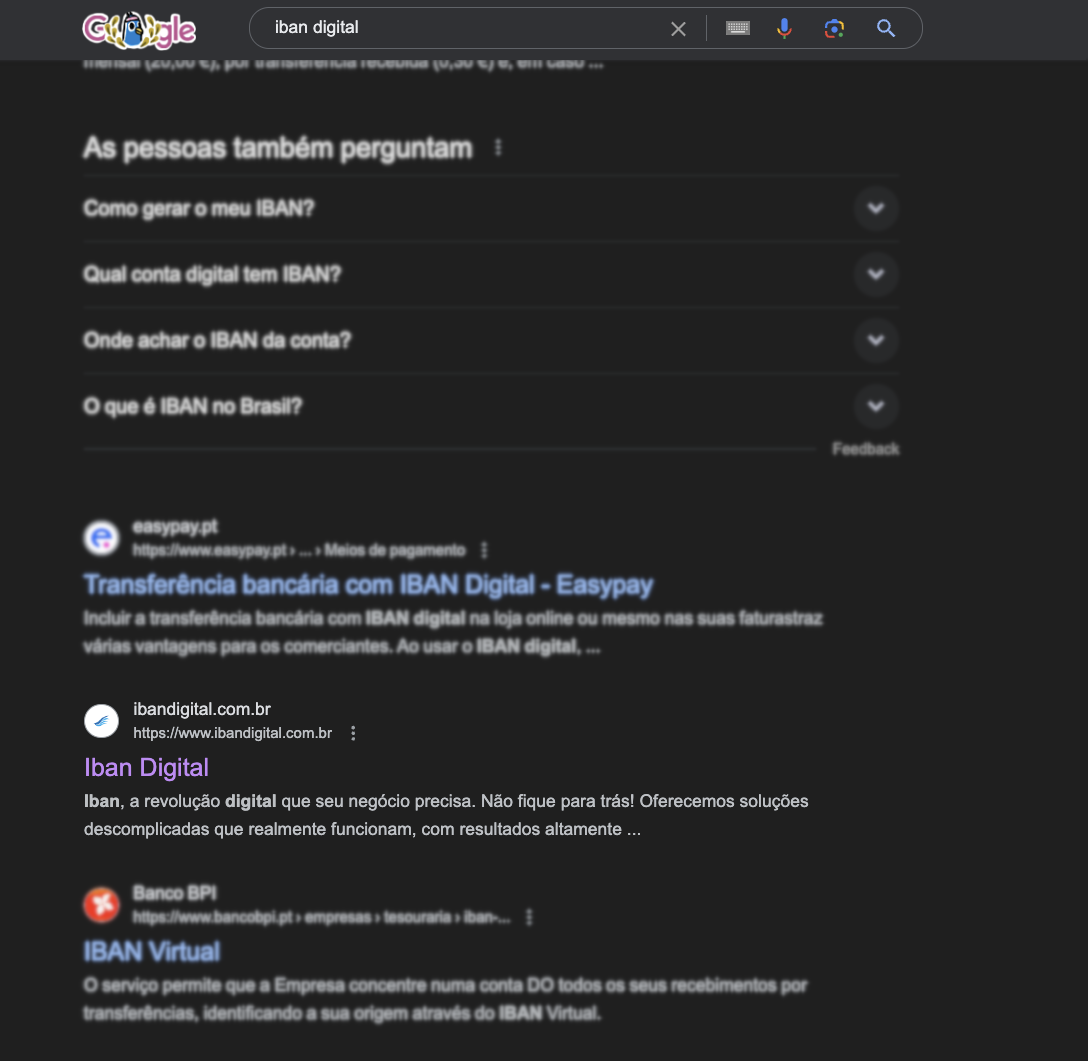 Google
iban digital
mensal (20,00 €), por transferência recebida (0,30 €) e, em caso ...
As pessoas também perguntam
Como gerar o meu IBAN?
Qual conta digital tem IBAN?
Onde achar o IBAN da conta?
O que é IBAN no Brasil?
Feedback
easypay.pt
https://www.easypay.pt › ... › Meios de pagamento
Transferência bancária com IBAN Digital - Easypay
Incluir a transferência bancária com IBAN digital na loja online ou mesmo nas suas faturastraz
várias vantagens para os comerciantes. Ao usar o IBAN digital, ...
ibandigital.com.br
https://www.ibandigital.com.br
Iban Digital
Iban, a revolução digital que seu negócio precisa. Não fique para trás! Oferecemos soluções
descomplicadas que realmente funcionam, com resultados altamente ...
Banco BPI
https://www.bancobpi.pt › empresas › tesouraria › iban-...
IBAN Virtual
O serviço permite que a Empresa concentre numa conta DO todos os seus recebimentos por
transferências, identificando a sua origem através do IBAN Virtual.